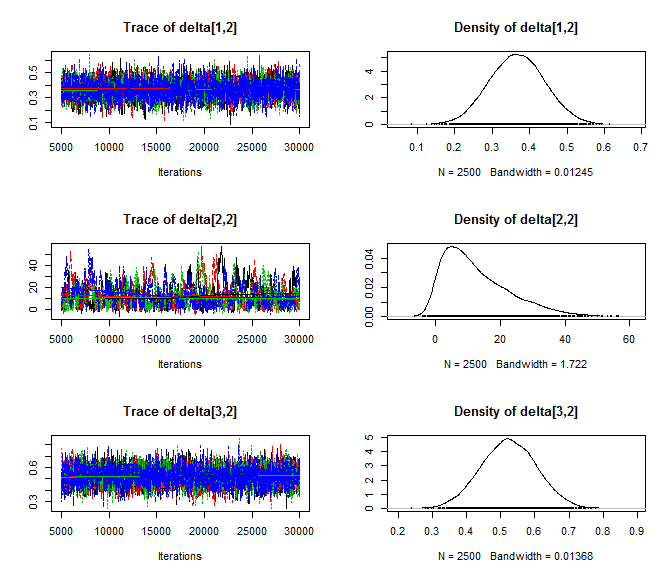 Trace of delta[1,2]
0.1 0.3 0.5
5000 10000 15000 20000 25000 30000
Iterations
Density of delta[1,2]
0 2 4
0.1 0.2 0.3 0.4 0.5 0.6 0.7
N = 2500 Bandwidth = 0.01245
Trace of delta[2,2]
0 20 40
5000 10000 15000 20000 25000 30000
Iterations
Density of delta[2,2]
0.00 0.02 0.04
0 20 40 60
N = 2500 Bandwidth = 1.722
Trace of delta[3,2]
0.3 0.6
5000 10000 15000 20000 25000 30000
Iterations
Density of delta[3,2]
0 1 2 3 4 5
0.2 0.3 0.4 0.5 0.6 0.7 0.8 0.9
N = 2500 Bandwidth = 0.01368